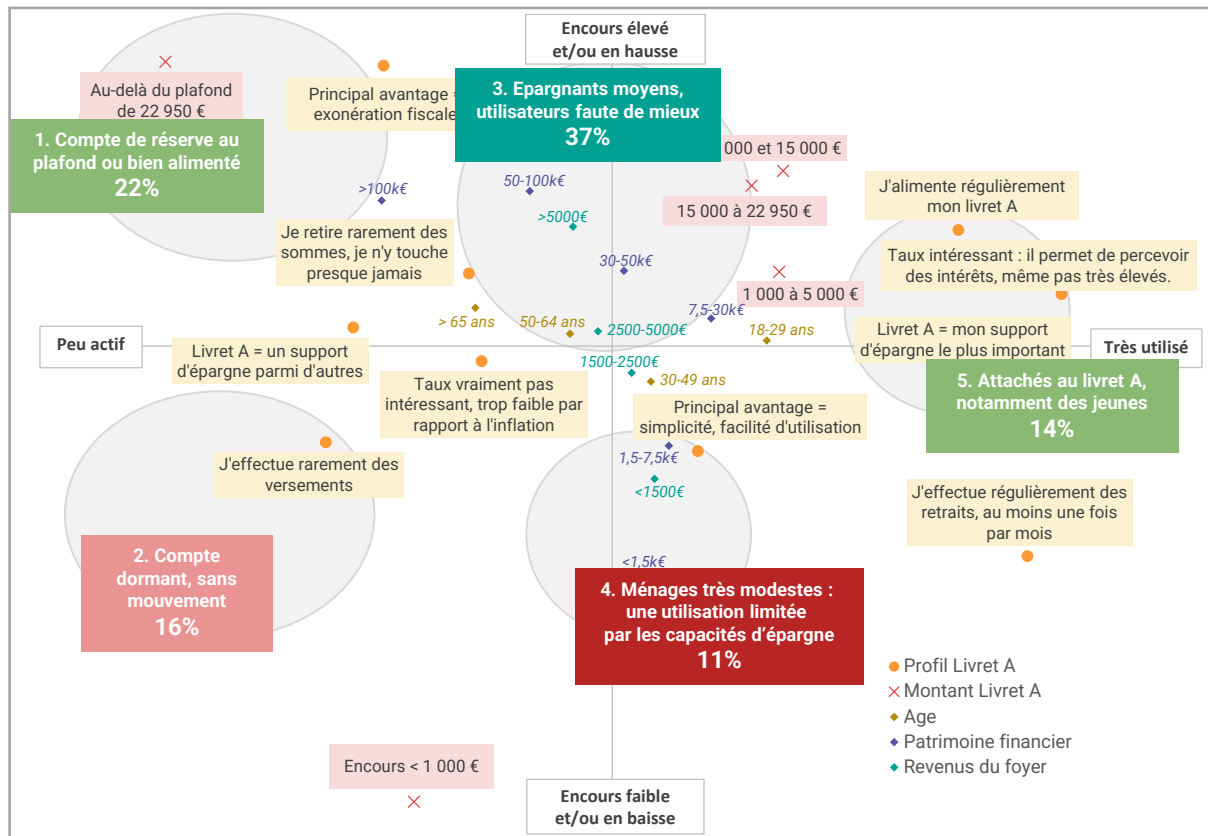 Encours élevé
et/ou en hausse
Au-delà du plafond
de 22 950 €
Principal avantage =
exonération fiscale
3. Epargnants moyens,
utilisateurs faute de mieux
37%
1. Compte de réserve au
plafond ou bien alimenté
22%
000 et 15 000 €
15 000 à 22 950 €
>100k€
50-100k€
>5000€
J'alimente régulièrement
mon livret A
Je retire rarement des
sommes, je n'y touche
presque jamais
30-50k€
Taux intéressant : il permet de percevoir
des intérêts, même pas très élevés.
1 000 à 5 000 €
7,5-30k€
> 65 ans
50-64 ans
2500-5000€
18-29 ans
Peu actif
Livret A = un support
d'épargne parmi d'autres
Livret A = mon support
d'épargne le plus important
Très utilisé
1500-2500€
30-49 ans
Taux vraiment pas
intéressant, trop faible par
rapport à l'inflation
Principal avantage =
simplicité, facilité d'utilisation
5. Attachés au livret A,
notamment des jeunes
14%
J'effectue rarement des
versements
1,5-7,5k€
<1500€
J'effectue régulièrement des
retraits, au moins une fois
par mois
2. Compte
dormant, sans
mouvement
16%
<1,5k€
4. Ménages très modestes :
une utilisation limitée
par les capacités d’épargne
11%
Profil Livret A
Montant Livret A
Age
Patrimoine financier
Revenus du foyer
Encours < 1 000 €
Encours faible
et/ou en baisse